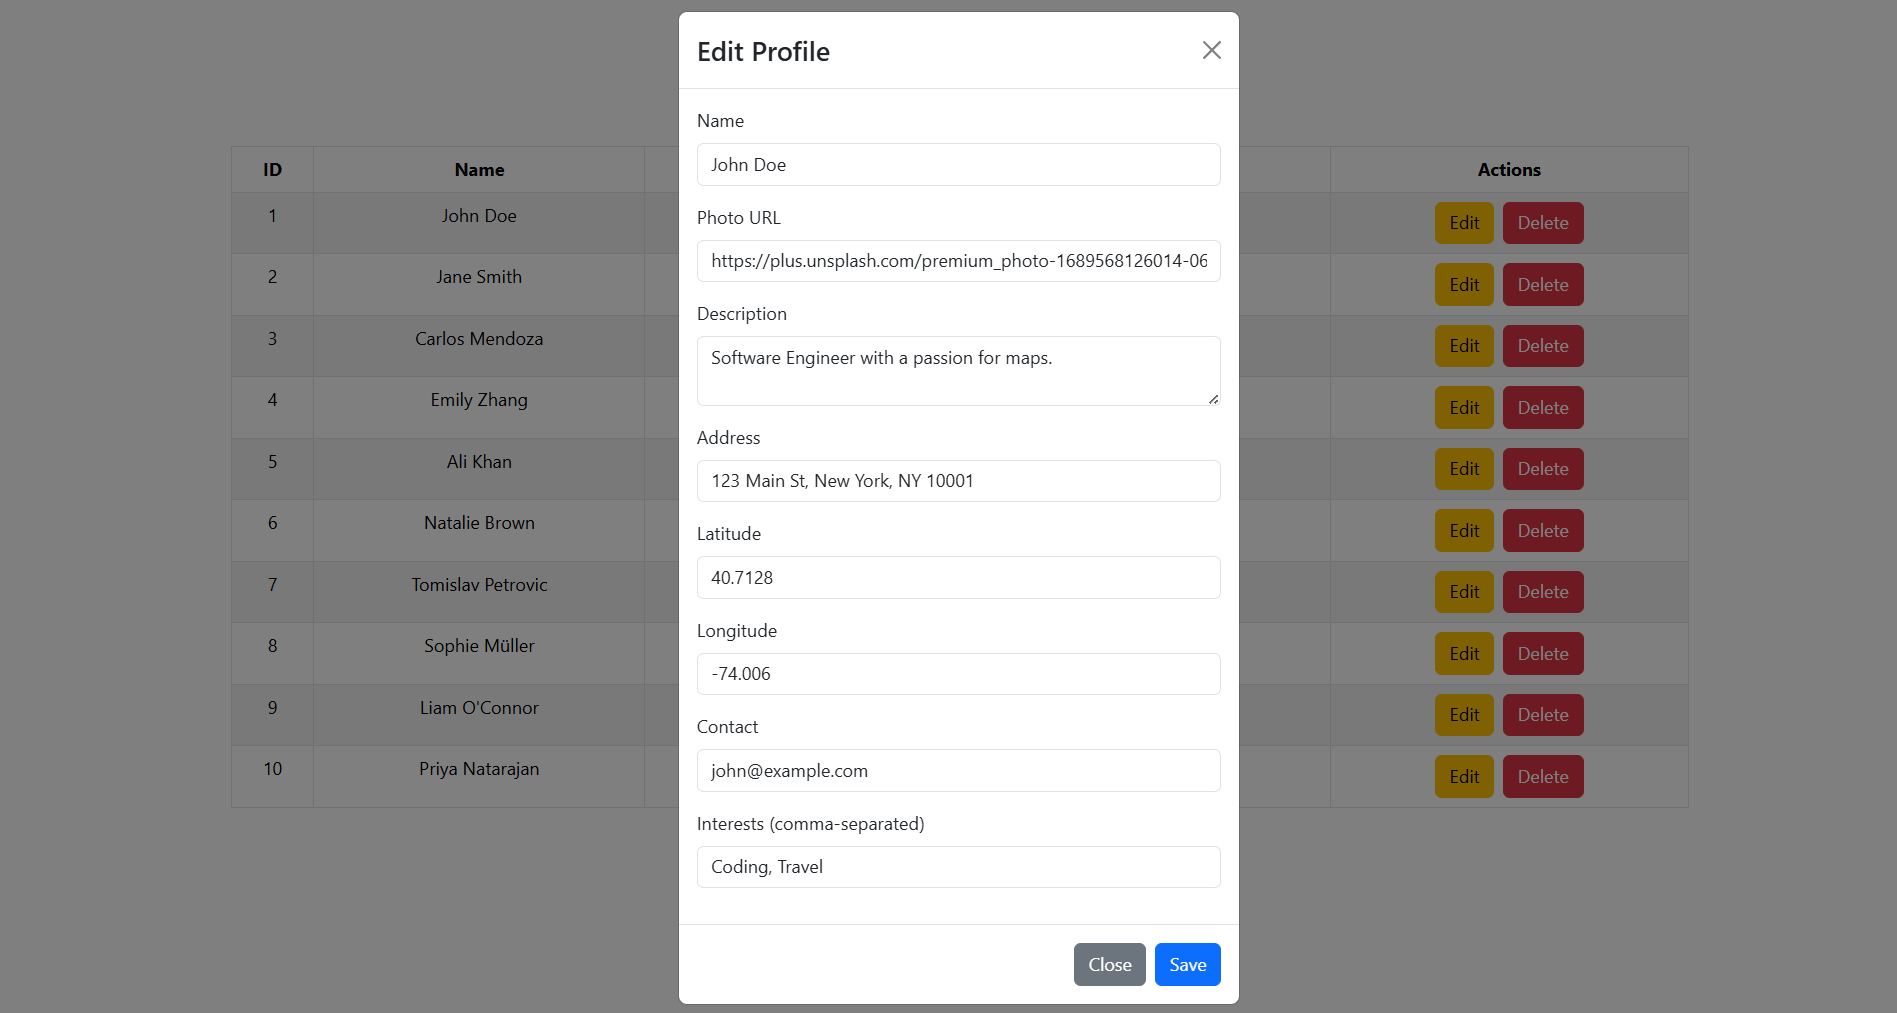 Edit Profile
Name
John Doe
Photo URL
https://plus.unsplash.com/premium_photo-1689568126014-06
Description
Software Engineer with a passion for maps.
Address
123 Main St, New York, NY 10001
Latitude
40.7128
Longitude
-74.006
Contact
john@example.com
Interests (comma-separated)
Coding, Travel
Close Save
ID Name Actions
1 John Doe Edit Delete
2 Jane Smith Edit Delete
3 Carlos Mendoza Edit Delete
4 Emily Zhang Edit Delete
5 Ali Khan Edit Delete
6 Natalie Brown Edit Delete
7 Tomislav Petrovic Edit Delete
8 Sophie Müller Edit Delete
9 Liam O'Connor Edit Delete
10 Priya Natarajan Edit Delete